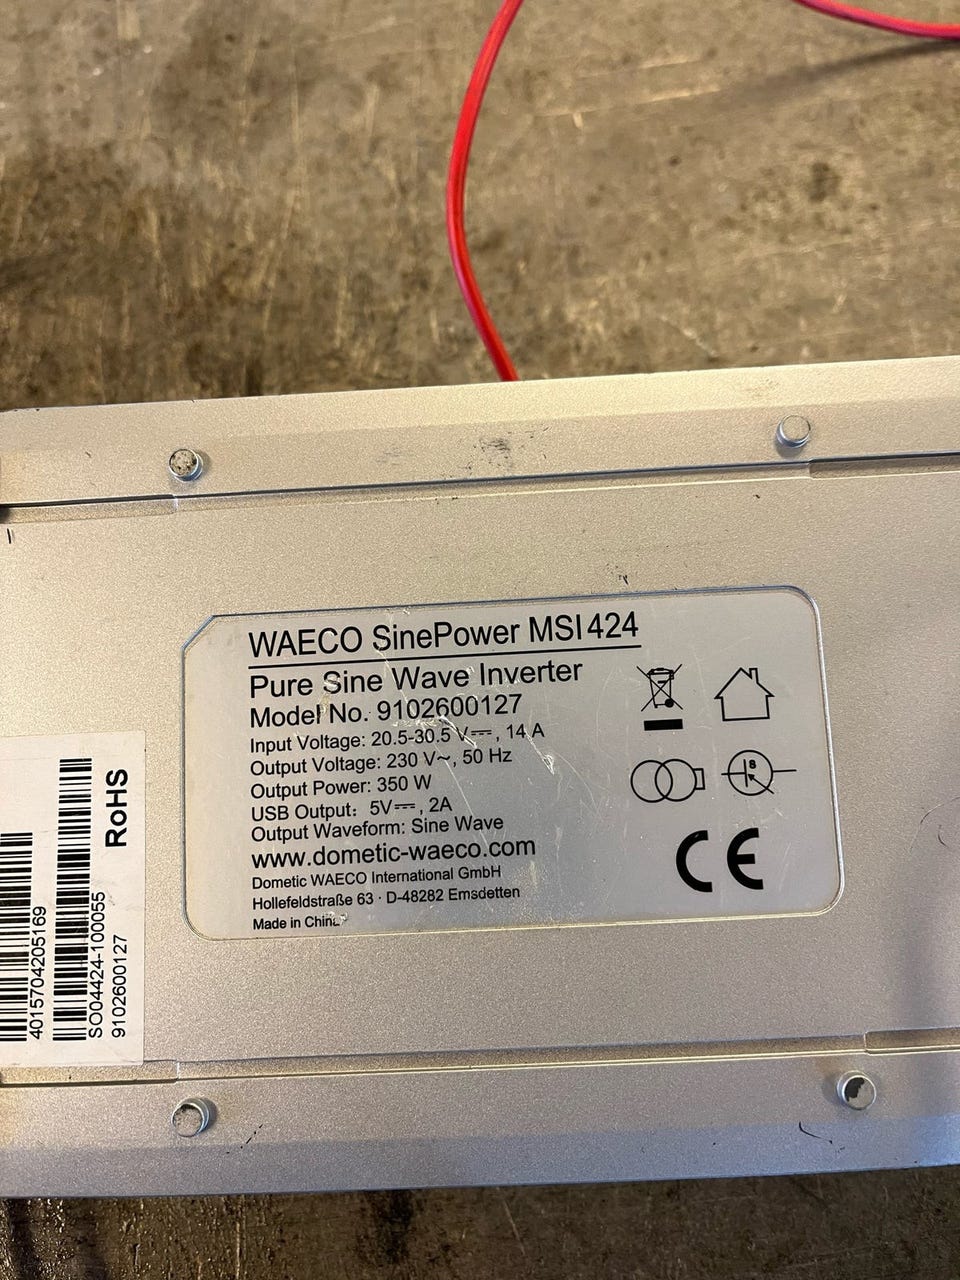 WAECO SinePower MSI424
Pure Sine Wave Inverter
Model No. 9102600127
Input Voltage: 20.5-30.5 V⎓, 14 A
Output Voltage: 230 V~, 50 Hz
Output Power: 350 W
USB Output: 5V⎓, 2A
Output Waveform: Sine Wave
www.dometic-waeco.com
Dometic WAECO International GmbH
Hollefeldstraße 63 · D-48282 Emsdetten
Made in China
B
CE
4015704205169
SO04424-100055
9102600127
RoHS